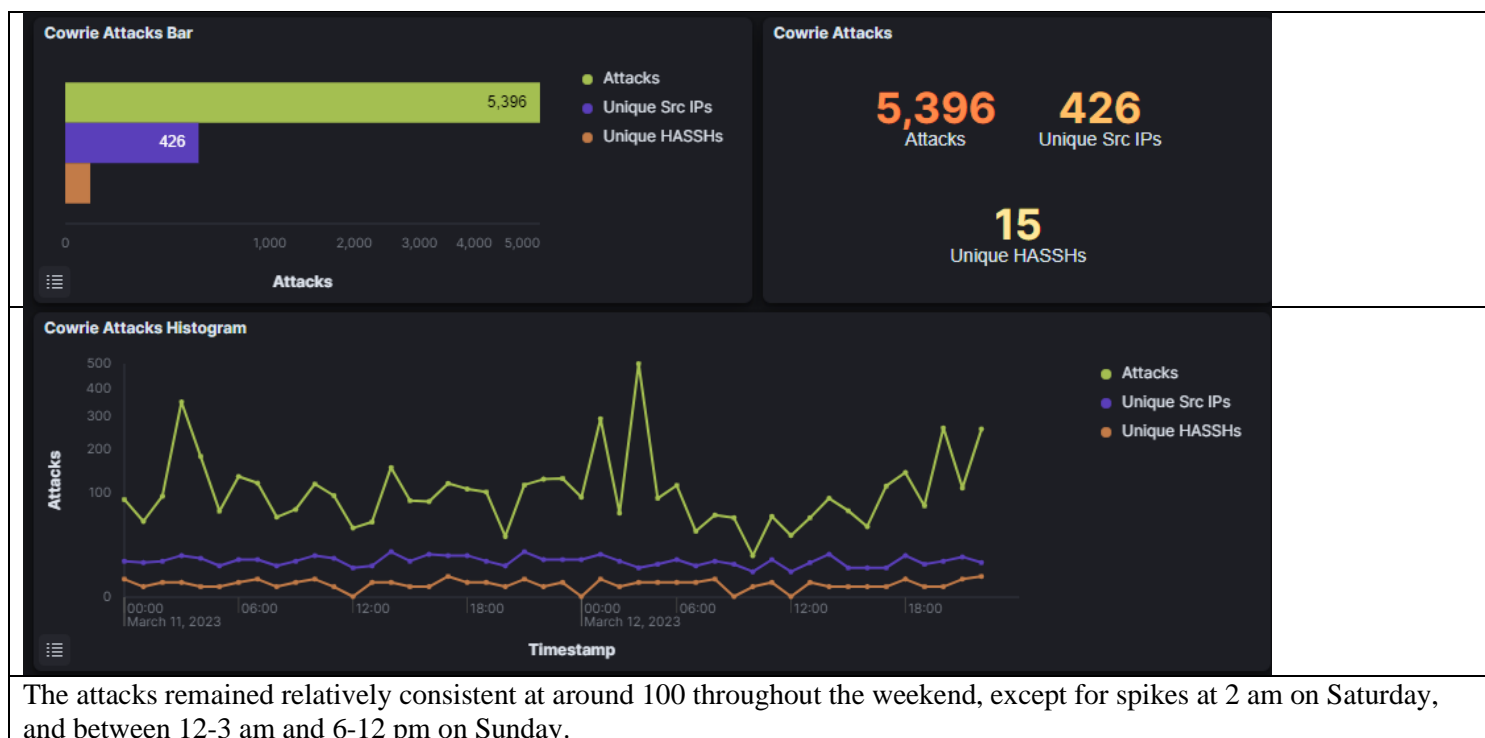 Cowrie Attacks Bar
5,396
426
Attacks
Unique Src IPs
Unique HASSHs
0 1,000 2,000 3,000 4,000 5,000
Attacks
Cowrie Attacks
5,396 426
Attacks Unique Src IPs
15
Unique HASSHs
Cowrie Attacks Histogram
500
400
300
200
100
0
Attacks
00:00 06:00 12:00 18:00 00:00 06:00 12:00 18:00
March 11, 2023 March 12, 2023
Timestamp
Attacks
Unique Src IPs
Unique HASSHs
The attacks remained relatively consistent at around 100 throughout the weekend, except for spikes at 2 am on Saturday,
and between 12-3 am and 6-12 pm on Sunday.